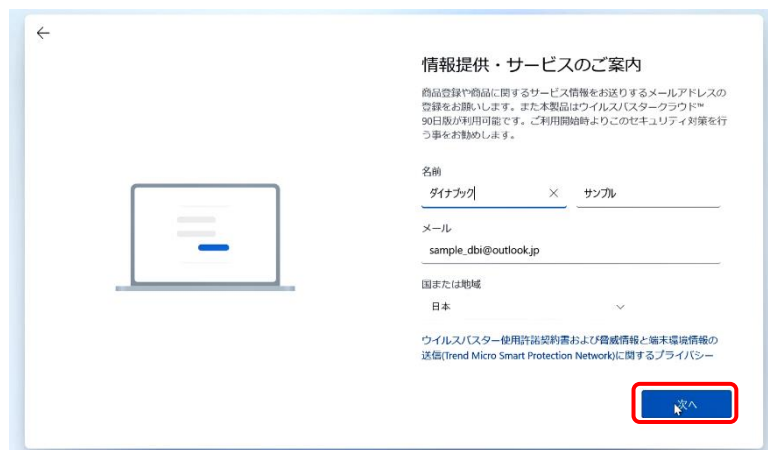 情報提供・サービスのご案内
商品登録や商品に関するサービス情報をお送りするメールアドレスの
登録をお願いします。また本製品はウイルスバスタークラウド™
90日版が利用可能です。ご利用開始時よりこのセキュリティ対策を行
う事をお勧めします。
名前
ダイナブック サンプル
メール
sample_dbi@outlook.jp
国または地域
日本
ウイルスバスター使用許諾契約書および脅威情報と端末環境情報の
送信(Trend Micro Smart Protection Network)に関するプライバシー
次へ